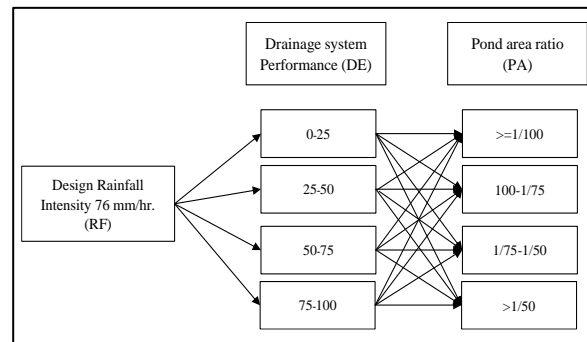 Drainage system
Performance (DE)
Pond area ratio
(PA)
Design Rainfall
Intensity 76 mm/hr.
(RF)
0-25
25-50
50-75
75-100
>=1/100
100-1/75
1/75-1/50
>1/50